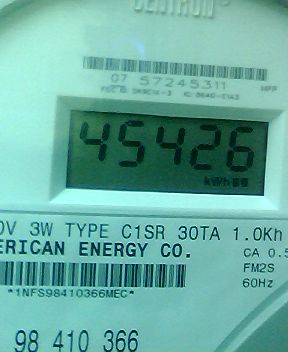 CENTRON®
07 57245311
45426
kWh
0V 3W TYPE C1SR 30TA 1.0Kh
ERICAN ENERGY CO.
CA 0.5
FM2S
60Hz
*1NFS98410366MEC*
98 410 366